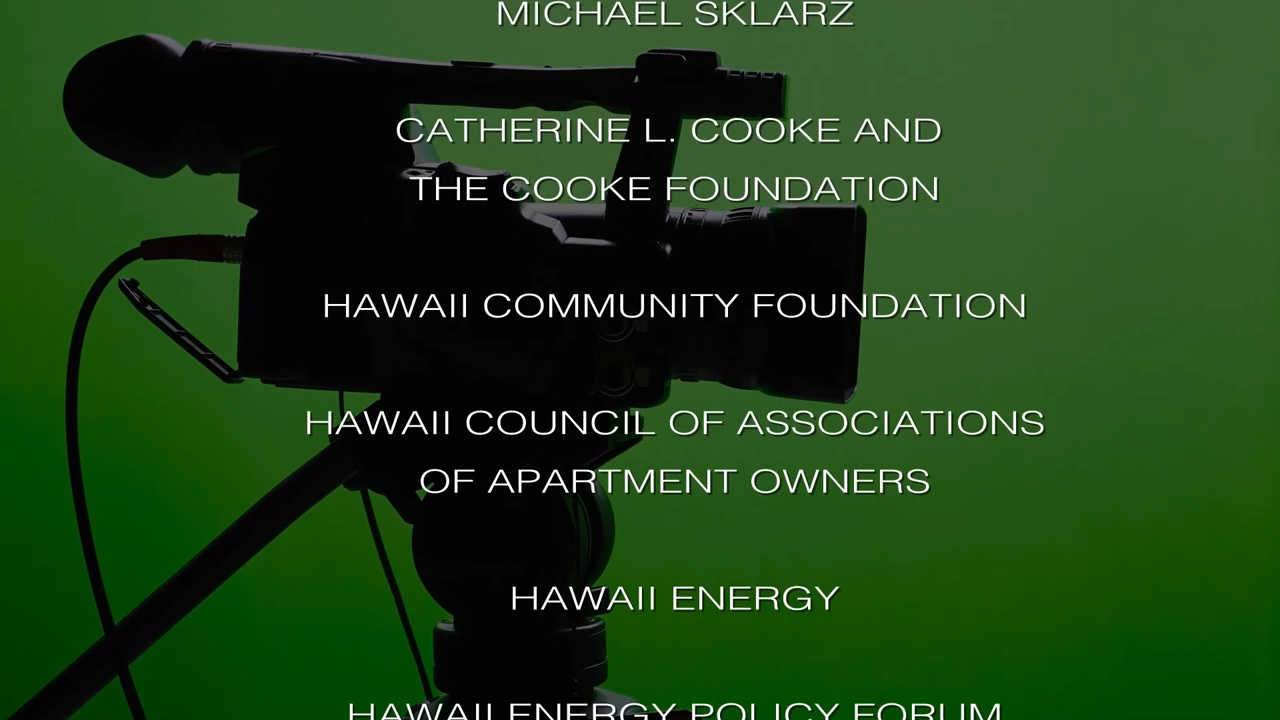 MICHAEL SKLARZ
CATHERINE L. COOKE AND
THE COOKE FOUNDATION
HAWAII COMMUNITY FOUNDATION
HAWAII COUNCIL OF ASSOCIATIONS
OF APARTMENT OWNERS
HAWAII ENERGY
HAWAII ENERGY POLICY FORUM